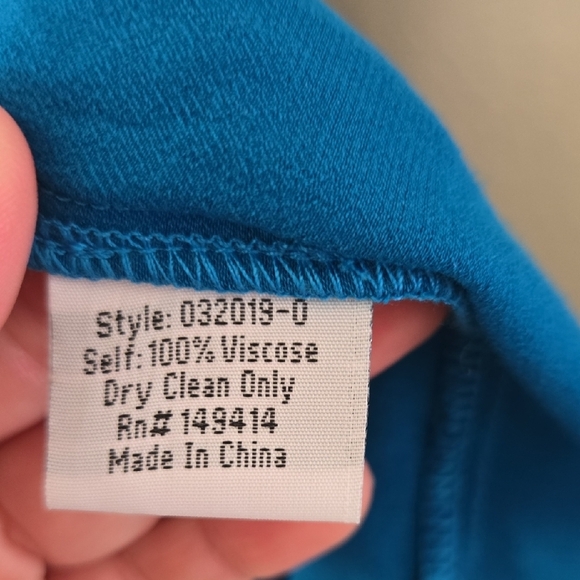 Style: 032019-0
Self: 100% Viscose
Dry Clean Only
Rn# 149414
Made In China